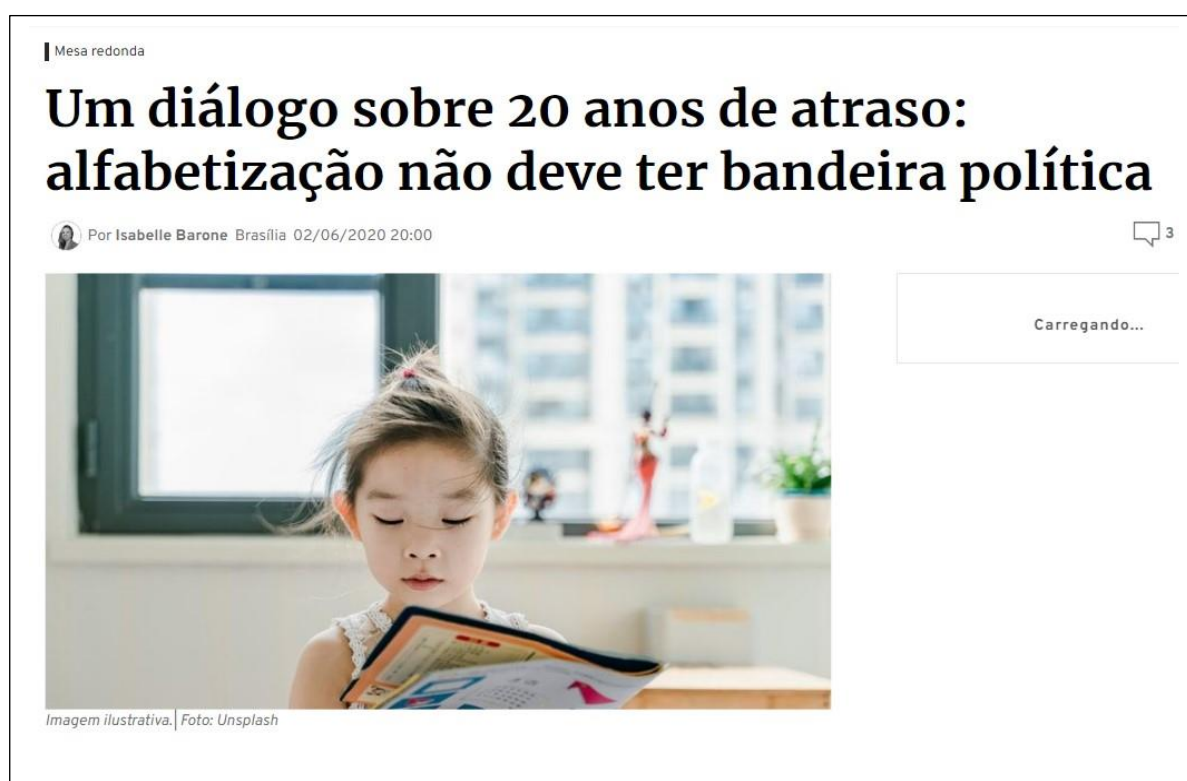 Mesa redonda
Um diálogo sobre 20 anos de atraso:
alfabetização não deve ter bandeira política
Por Isabelle Barone Brasília 02/06/2020 20:00
3
Carregando...
Imagem ilustrativa.| Foto: Unsplash